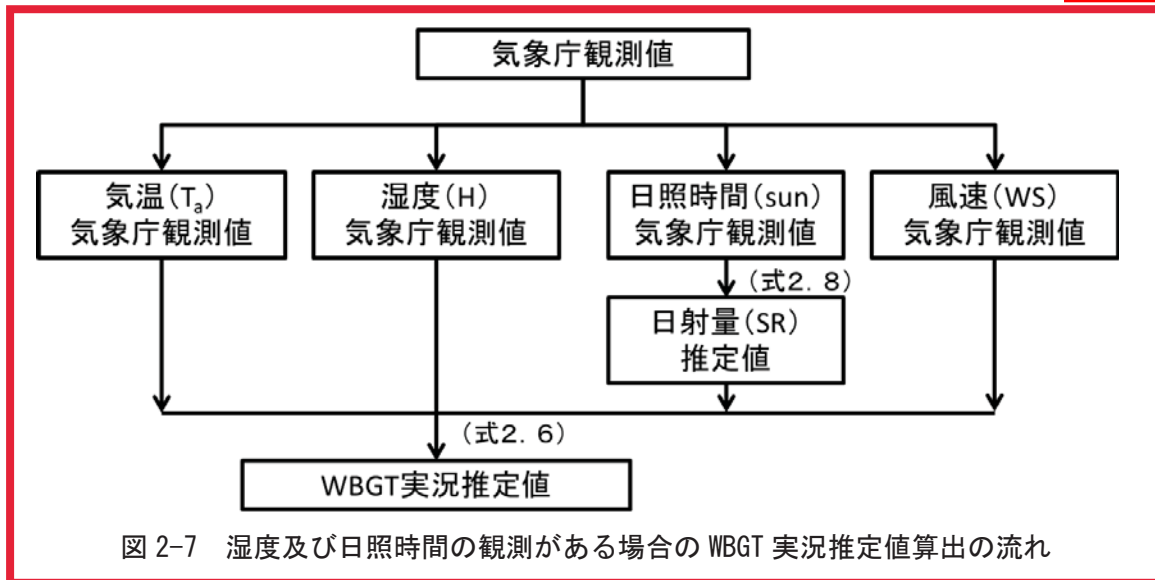 気象庁観測値
気温(Ta)
気象庁観測値
湿度(H)
気象庁観測値
日照時間(sun)
気象庁観測値
風速(WS)
気象庁観測値
(式2.8)
日射量(SR)
推定値
(式2.6)
WBGT実況推定値
図 2-7 湿度及び日照時間の観測がある場合の WBGT 実況推定値算出の流れ